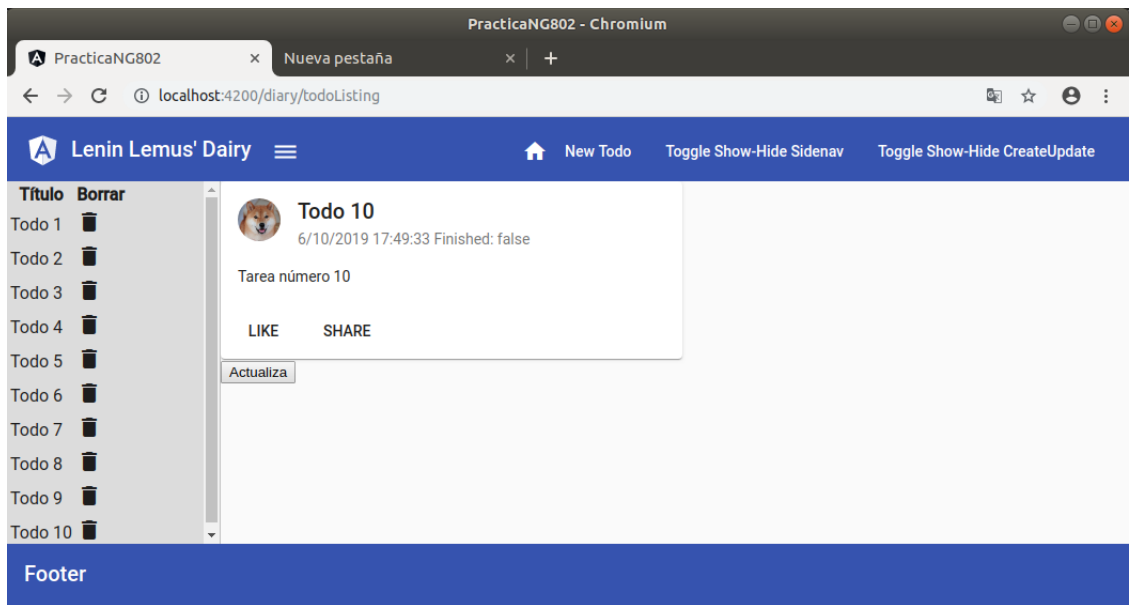 PracticaNG802 - Chromium
PracticaNG802 Nueva pestaña
localhost:4200/diary/todoListing
Lenin Lemus' Dairy New Todo Toggle Show-Hide Sidenav Toggle Show-Hide CreateUpdate
Título Borrar
Todo 1
Todo 2
Todo 3
Todo 4
Todo 5
Todo 6
Todo 7
Todo 8
Todo 9
Todo 10
Todo 10
6/10/2019 17:49:33 Finished: false
Tarea número 10
LIKE SHARE
Actualiza
Footer